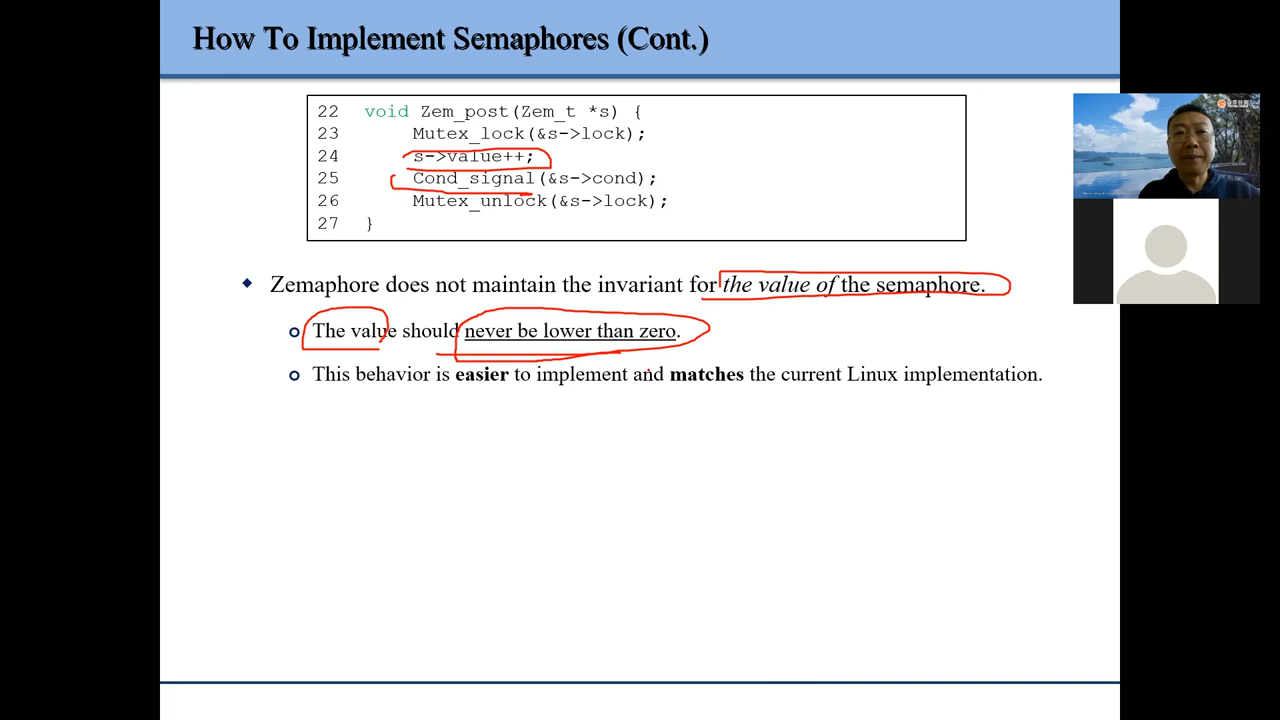 How To Implement Semaphores (Cont.)
22 void Zem_post(Zem_t *s) {
23 Mutex_lock(&s->lock);
24 s->value++;
25 Cond_signal(&s->cond);
26 Mutex_unlock(&s->lock);
27 }
Zemaphore does not maintain the invariant for the value of the semaphore.
The value should never be lower than zero.
This behavior is easier to implement and matches the current Linux implementation.